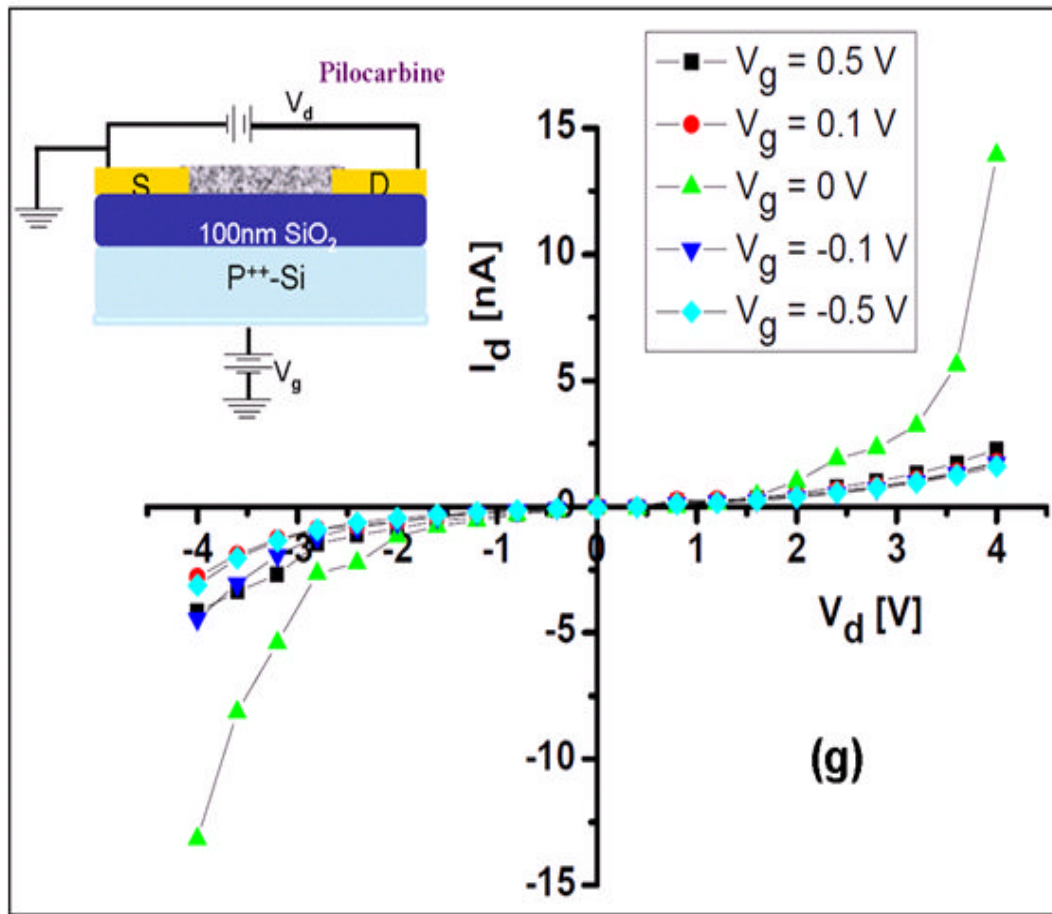 Pilocarbine
V_d
S
D
100nm SiO₂
P⁺⁺-Si
V_g
V_g = 0.5 V
V_g = 0.1 V
V_g = 0 V
V_g = -0.1 V
V_g = -0.5 V
I_d [nA]
15
10
5
0
-5
-10
-15
-4 -3 -2 -1 0 1 2 3 4
V_d [V]
(g)